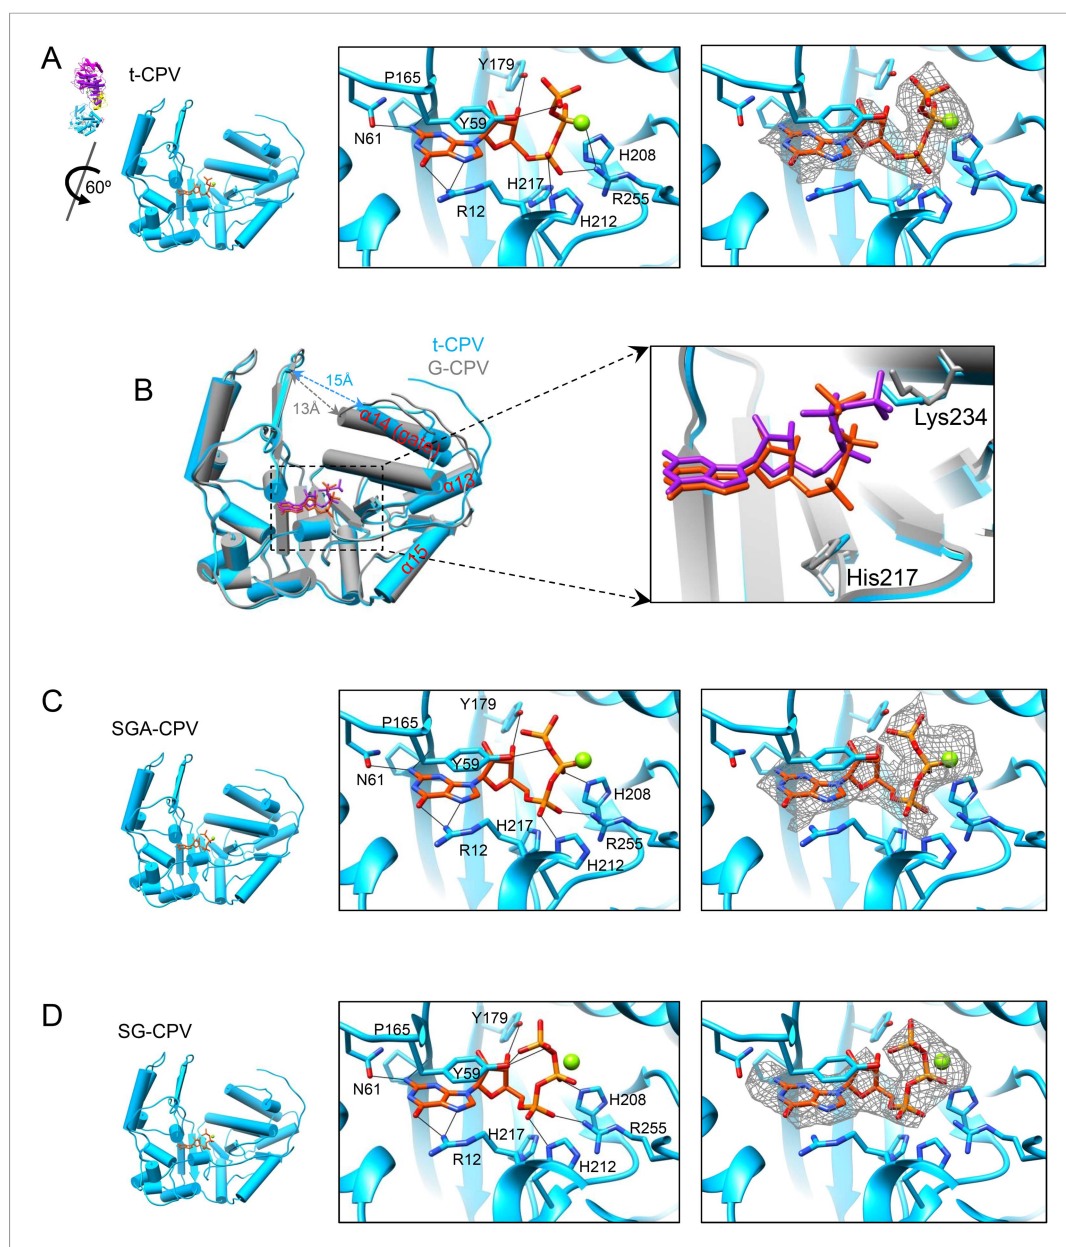 A
t-CPV
60º
P165
Y179
Y59
N61
H208
H217
R255
R12
H212
B
t-CPV
G-CPV
15Å
13Å
α14 (gate)
α13
α15
Lys234
His217
C
SGA-CPV
P165
Y179
Y59
N61
H208
H217
R255
R12
H212
D
SG-CPV
P165
Y179
Y59
N61
H208
H217
R255
R12
H212